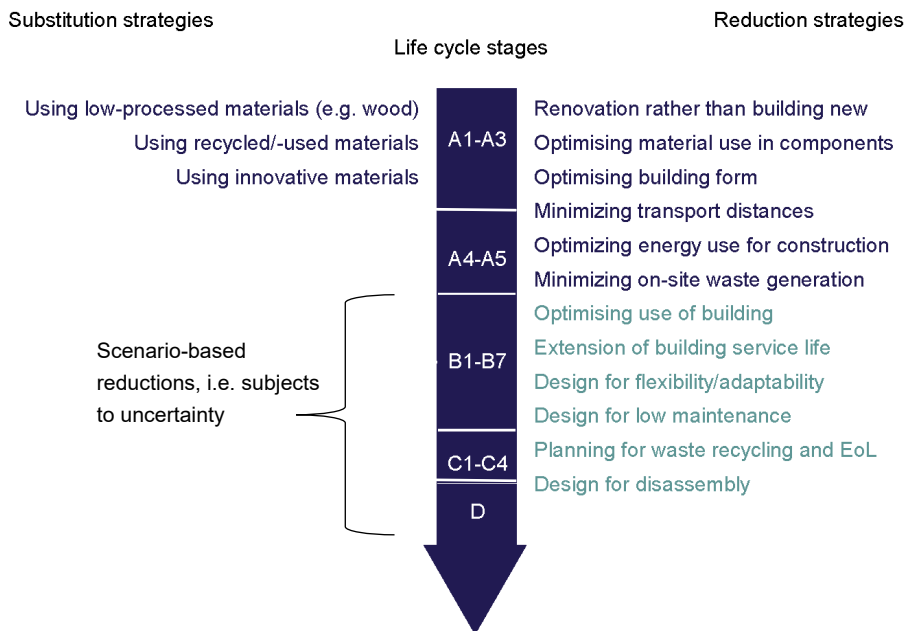 Substitution strategies
Reduction strategies
Life cycle stages
Using low-processed materials (e.g. wood)
Using recycled/-used materials
Using innovative materials
A1-A3
A4-A5
B1-B7
C1-C4
D
Renovation rather than building new
Optimising material use in components
Optimising building form
Minimizing transport distances
Optimizing energy use for construction
Minimizing on-site waste generation
Optimising use of building
Extension of building service life
Design for flexibility/adaptability
Design for low maintenance
Planning for waste recycling and EoL
Design for disassembly
Scenario-based
reductions, i.e. subjects
to uncertainty